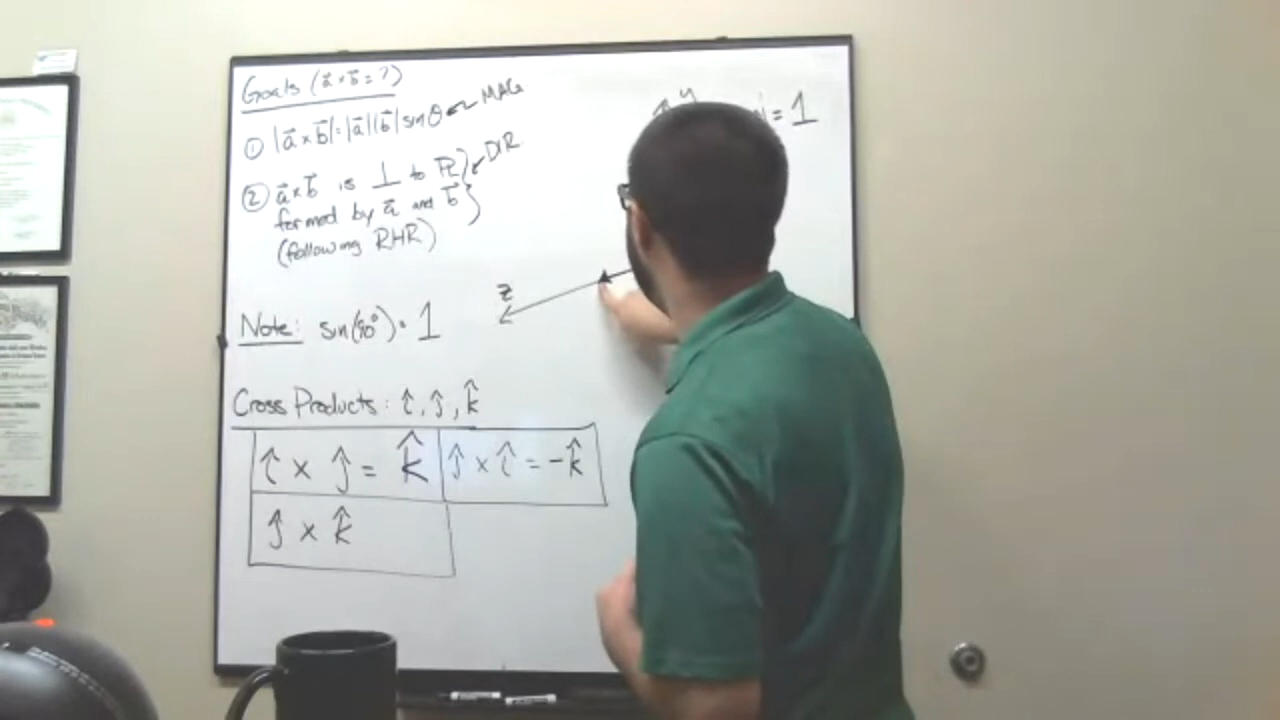 Goals (a⃗ x b⃗ = ?)
① |a⃗ x b⃗| = |a⃗||b⃗| sin θ ← MAG
② a⃗ x b⃗ is ⊥ to Pl } ← DIR.
formed by a⃗ and b⃗
(following RHR)
y
= 1
z
Note: sin(90°) = 1
Cross Products: î, ĵ, k̂
î x ĵ = k̂
ĵ x î = -k̂
ĵ x k̂